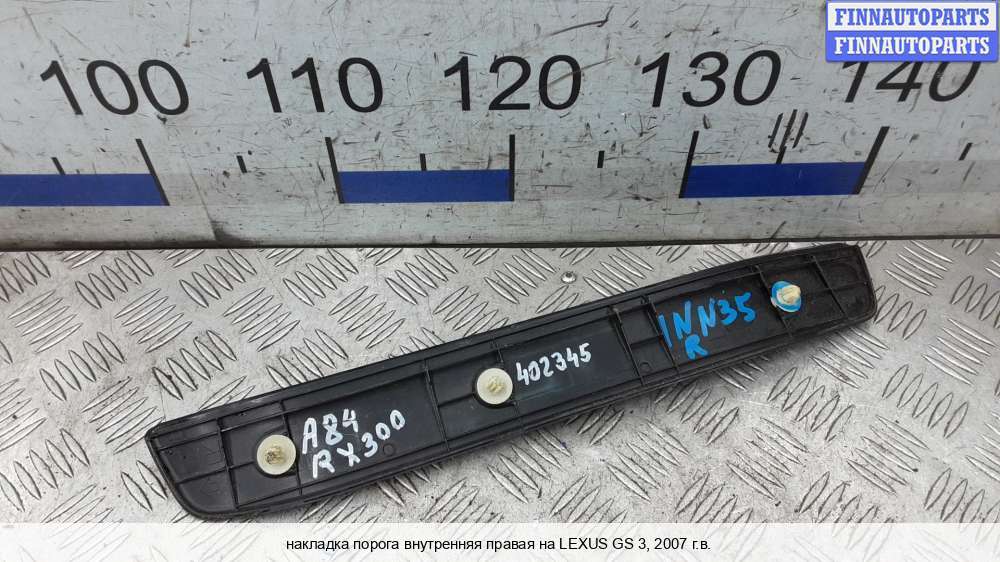 FINNAUTOPARTS
FINNAUTOPARTS
100 110 120 130 140
INN35
R
402345
A84
RX300
накладка порога внутренняя правая на LEXUS GS 3, 2007 г.в.